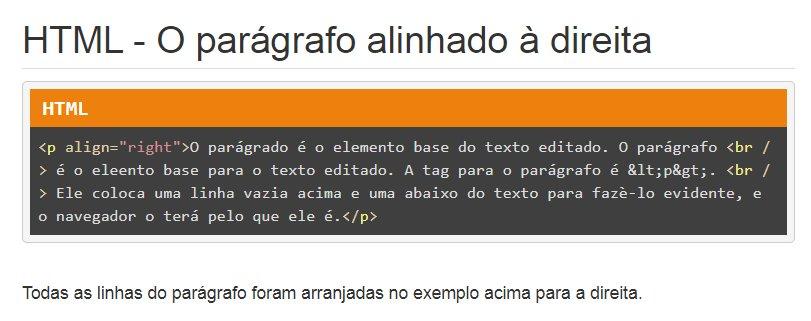 HTML - O parágrafo alinhado à direita
HTML
<p align="right">O parágrado é o elemento base do texto editado. O parágrafo <br /
> é o eleento base para o texto editado. A tag para o parágrafo é &lt;p&gt;. <br /
> Ele coloca uma linha vazia acima e uma abaixo do texto para fazè-lo evidente, e
o navegador o terá pelo que ele é.</p>
Todas as linhas do parágrafo foram arranjadas no exemplo acima para a direita.